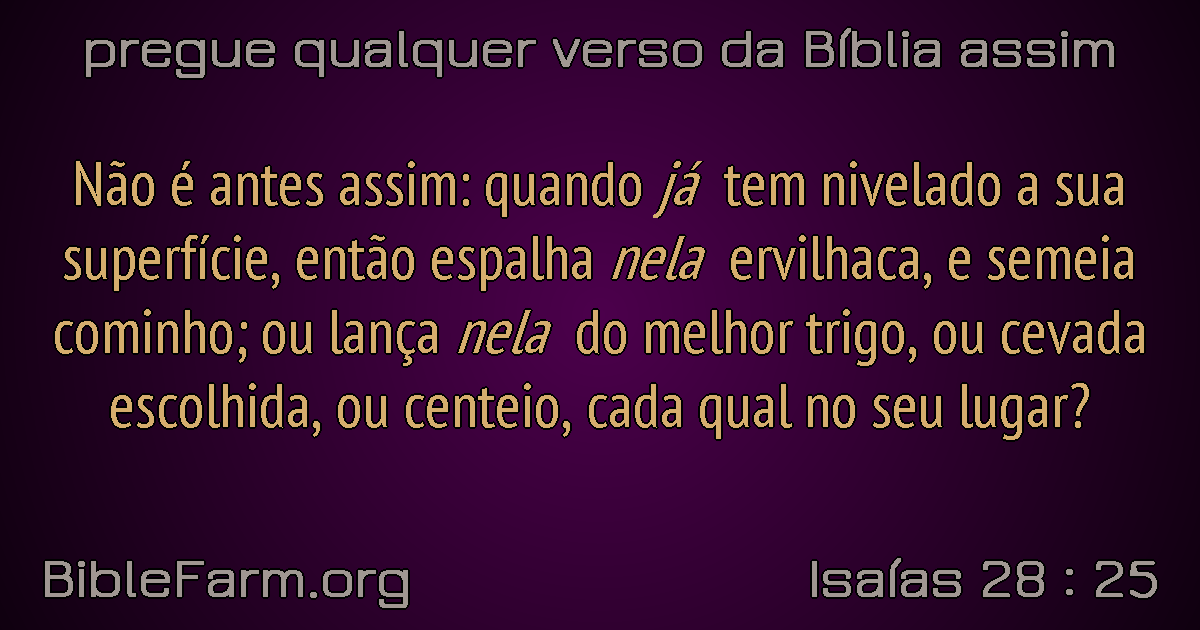 pregue qualquer verso da Bíblia assim
Não é antes assim: quando já tem nivelado a sua
superfície, então espalha nela ervilhaca, e semeia
cominho; ou lança nela do melhor trigo, ou cevada
escolhida, ou centeio, cada qual no seu lugar?
BibleFarm.org
Isaías 28 : 25